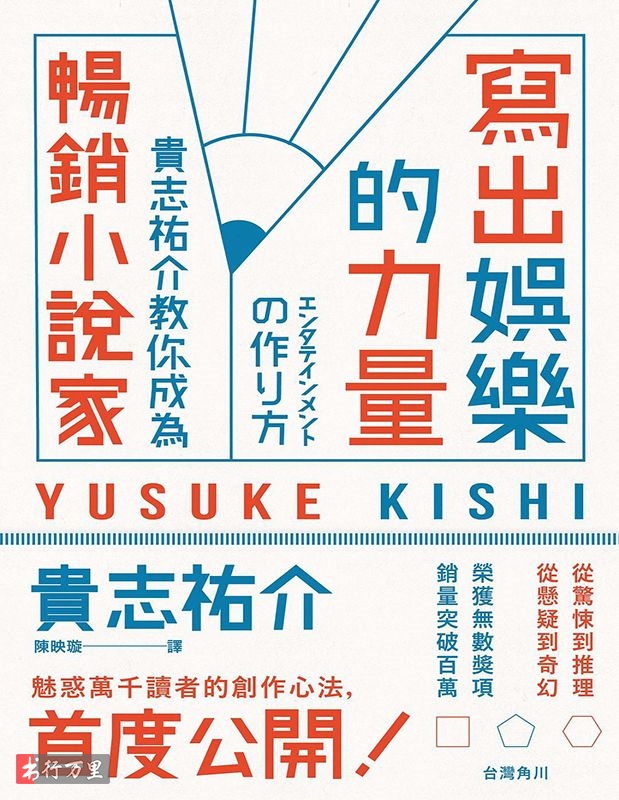 寫出娛樂
的力量
エンタテインメント
の作り方
貴志祐介教你成為
暢銷小說家
YUSUKE KISHI
貴志祐介
陳映璇────譯
從驚悚到推理
從懸疑到奇幻
榮獲無數獎項
銷量突破百萬
魅惑萬千讀者的創作心法,
首度公開！
台灣角川
书行万里